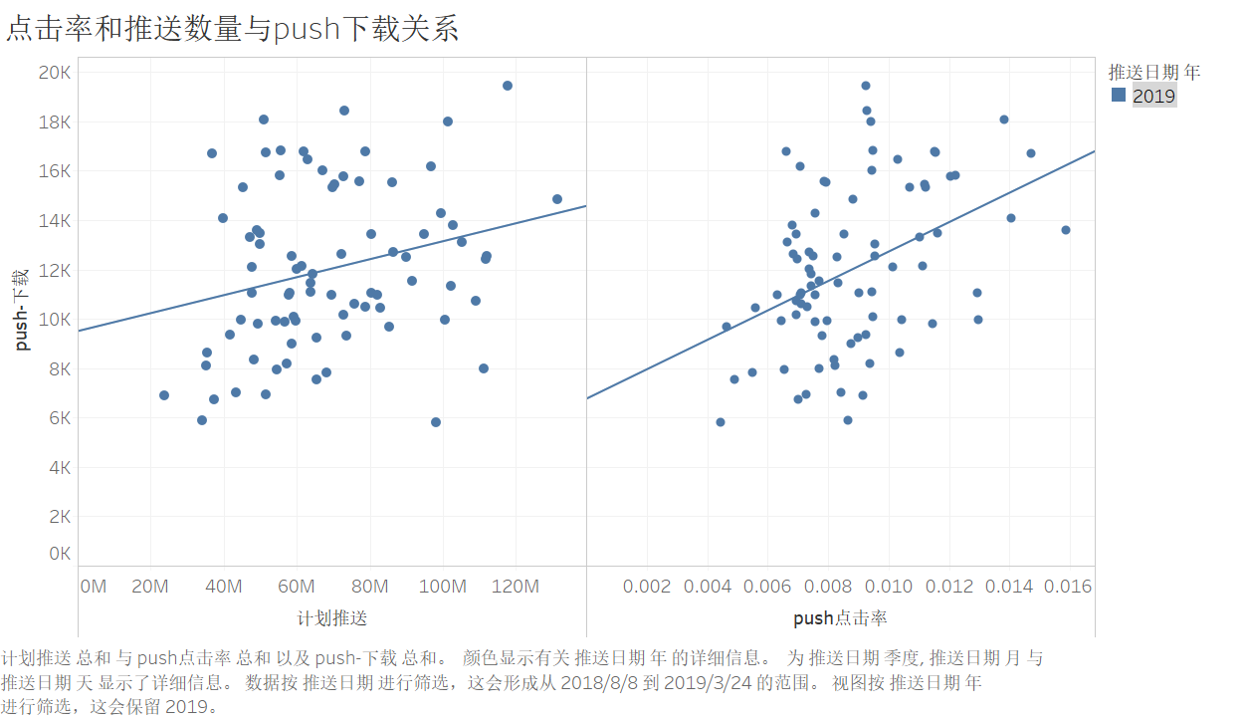 点击率和推送数量与push下载关系
推送日期 年
2019
20K
18K
16K
14K
12K
10K
8K
6K
4K
2K
0K
push-下载
0M 20M 40M 60M 80M 100M 120M
0.002 0.004 0.006 0.008 0.010 0.012 0.014 0.016
计划推送
push点击率
计划推送 总和 与 push点击率 总和 以及 push-下载 总和。 颜色显示有关 推送日期 年 的详细信息。 为 推送日期 季度, 推送日期 月 与
推送日期 天 显示了详细信息。 数据按 推送日期 进行筛选，这会形成从 2018/8/8 到 2019/3/24 的范围。 视图按 推送日期 年
进行筛选，这会保留 2019。